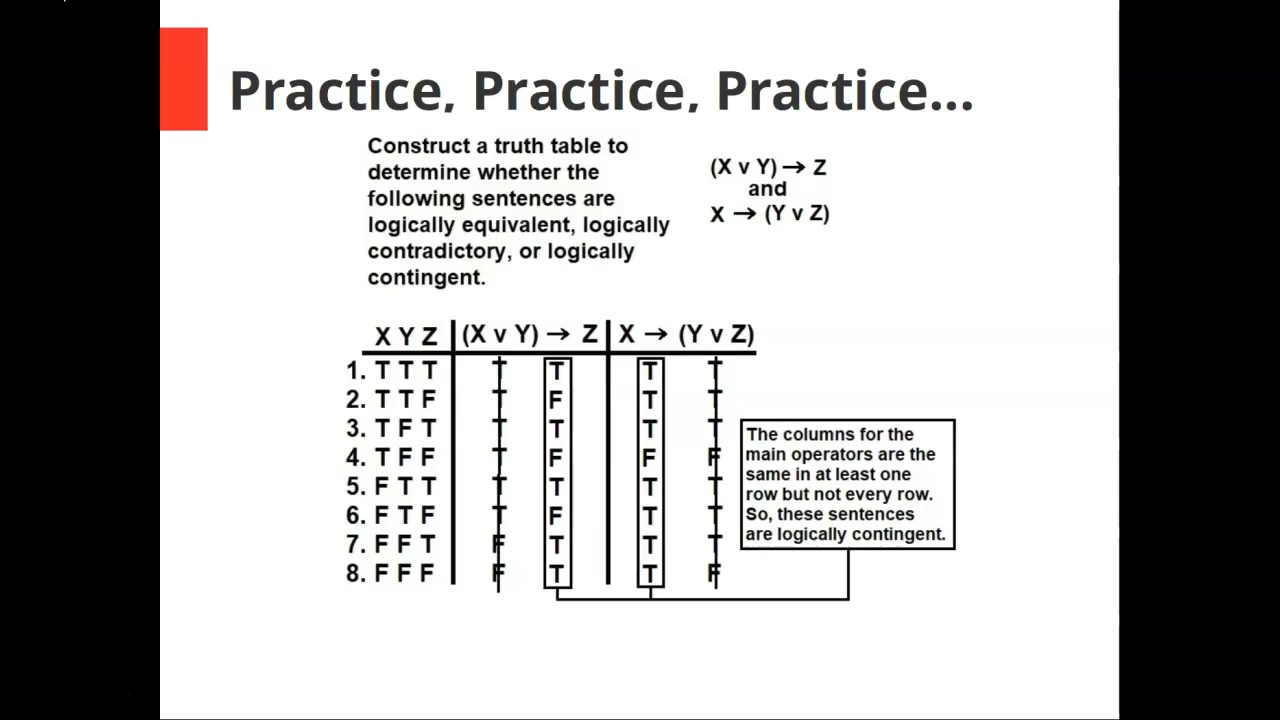 Practice, Practice, Practice...
Construct a truth table to
determine whether the
following sentences are
logically equivalent, logically
contradictory, or logically
contingent.
(X v Y) → Z
and
X → (Y v Z)
X Y Z (X v Y) → Z X → (Y v Z)
1. T T T T T T T
2. T T F T F T T
3. T F T T T T T
4. T F F T F F F
5. F T T T T T T
6. F T F T F T T
7. F F T F T T T
8. F F F F T T F
The columns for the
main operators are the
same in at least one
row but not every row.
So, these sentences
are logically contingent.